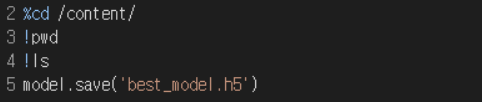 2 %cd /content/
3 !pwd
4 !ls
5 model.save('best_model.h5')